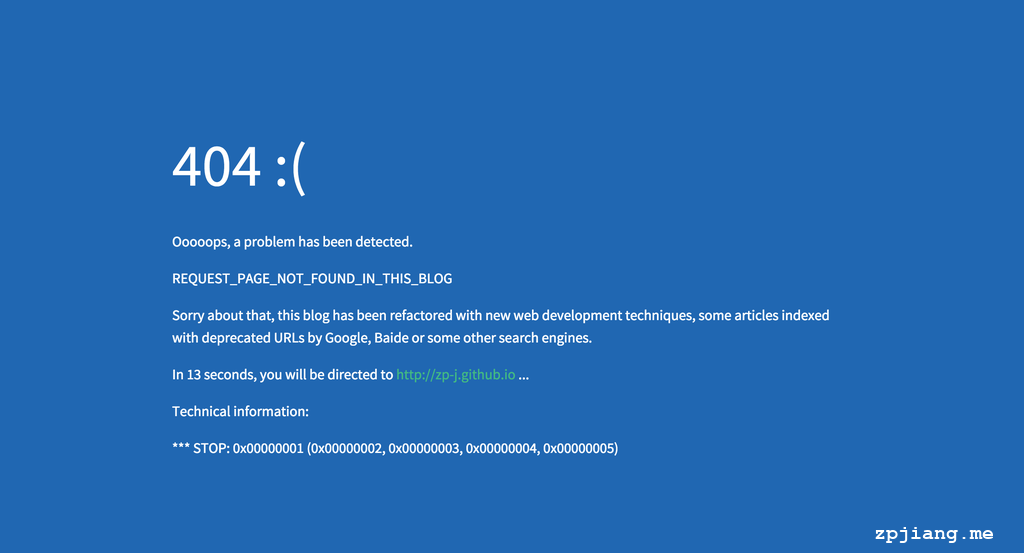 404 :(
Ooooops, a problem has been detected.
REQUEST_PAGE_NOT_FOUND_IN_THIS_BLOG
Sorry about that, this blog has been refactored with new web development techniques, some articles indexed
with deprecated URLs by Google, Baide or some other search engines.
In 13 seconds, you will be directed to http://zp-j.github.io ...
Technical information:
*** STOP: 0x00000001 (0x00000002, 0x00000003, 0x00000004, 0x00000005)
zpjiang.me